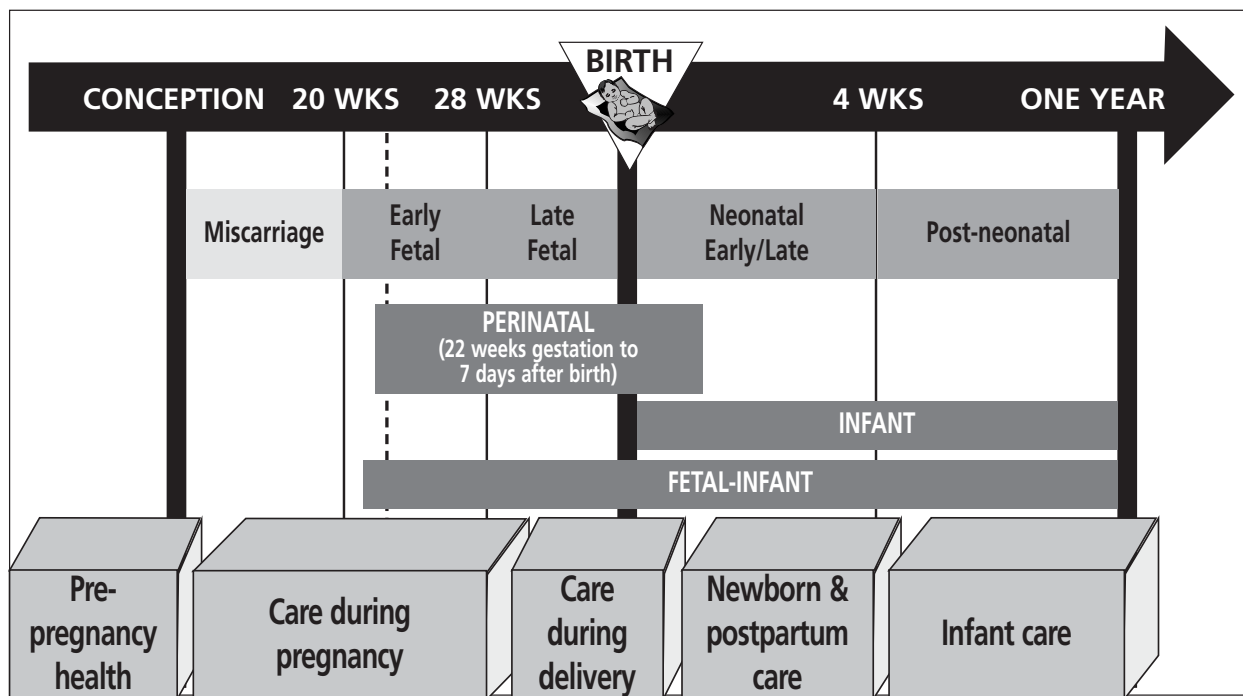 BIRTH
CONCEPTION 20 WKS 28 WKS 4 WKS ONE YEAR
Miscarriage
Early
Fetal
Late
Fetal
Neonatal
Early/Late
Post-neonatal
PERINATAL
(22 weeks gestation to
7 days after birth)
INFANT
FETAL-INFANT
Pre-
pregnancy
health
Care during
pregnancy
Care
during
delivery
Newborn &
postpartum
care
Infant care